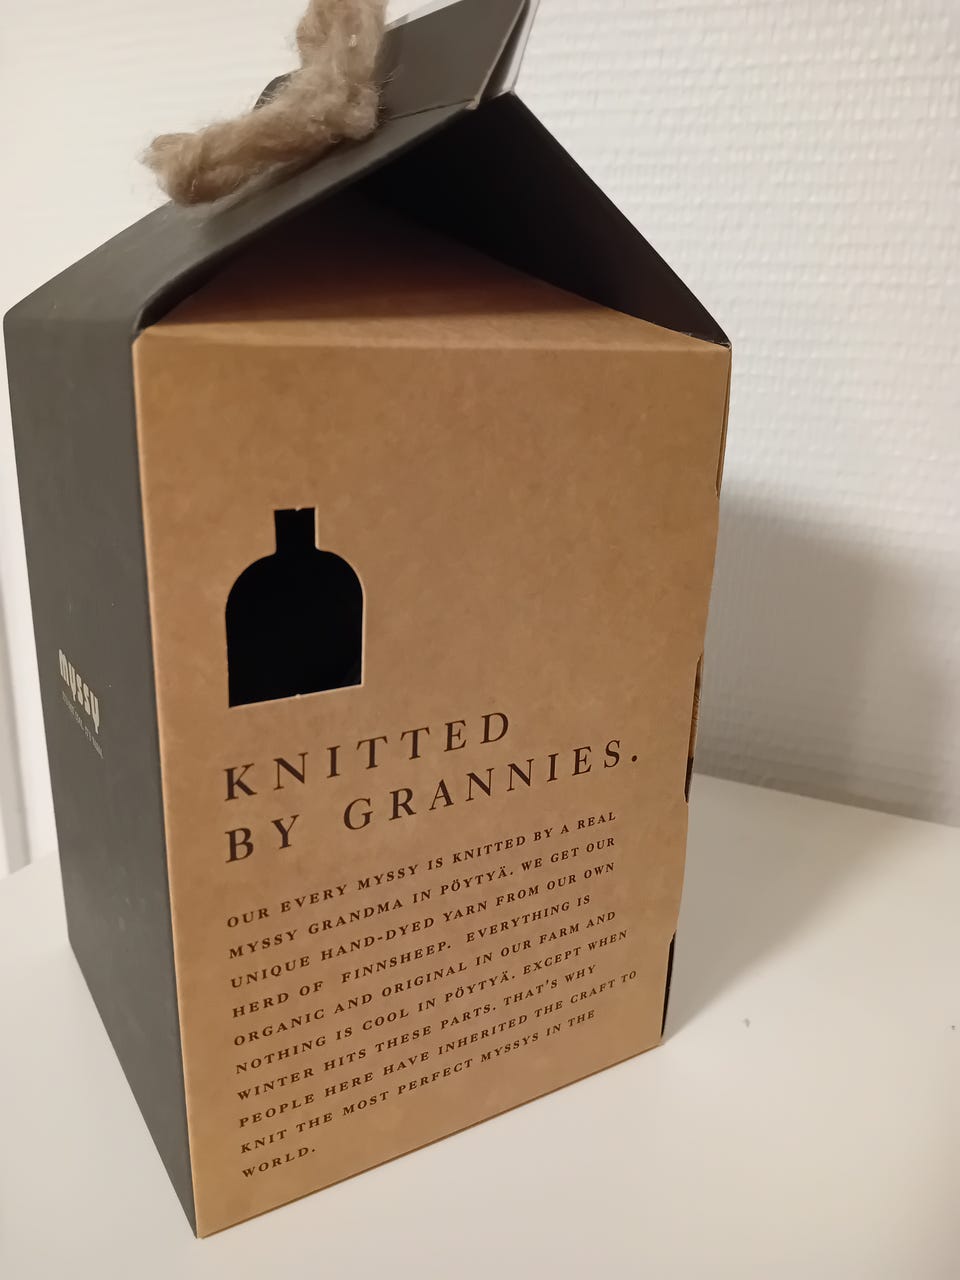 myssy
KNITTED
BY GRANNIES.
OUR EVERY MYSSY IS KNITTED BY A REAL
MYSSY GRANDMA IN PÖYTYÄ. WE GET OUR
UNIQUE HAND-DYED YARN FROM OUR OWN
HERD OF FINNSHEEP. EVERYTHING IS
ORGANIC AND ORIGINAL IN OUR FARM AND
NOTHING IS COOL IN PÖYTYÄ. EXCEPT WHEN
WINTER HITS THESE PARTS. THAT'S WHY
PEOPLE HERE HAVE INHERITED THE CRAFT TO
KNIT THE MOST PERFECT MYSSYS IN THE
WORLD.